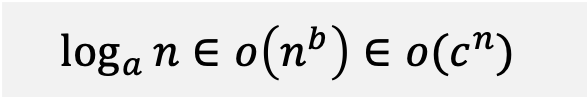 logₐ n ∈ o(nᵇ) ∈ o(cⁿ)